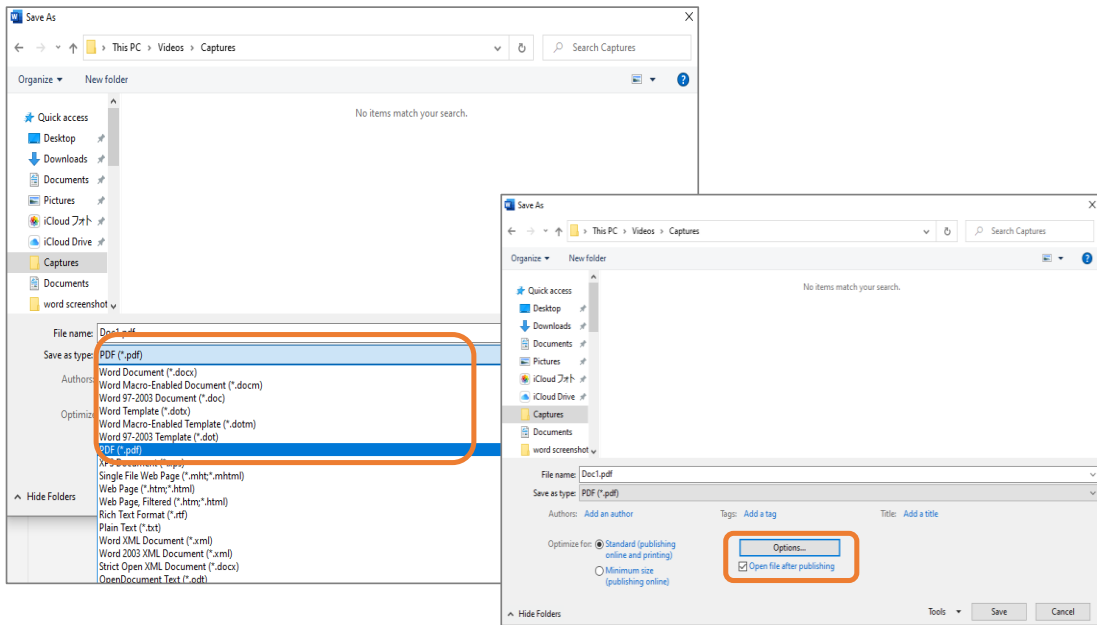 Save As
This PC › Videos › Captures
Search Captures
Organize
New folder
No items match your search.
Quick access
Desktop
Downloads
Documents
Pictures
iCloud フォト
iCloud Drive
Captures
Documents
word screenshot
File name: Doc1.pdf
Save as type: PDF (*.pdf)
Authors:
Word Document (*.docx)
Word Macro-Enabled Document (*.docm)
Word 97-2003 Document (*.doc)
Word Template (*.dotx)
Word Macro-Enabled Template (*.dotm)
Word 97-2003 Template (*.dot)
PDF (*.pdf)
XPS Document (*.xps)
Single File Web Page (*.mht;*.mhtml)
Web Page (*.htm;*.html)
Web Page, Filtered (*.htm;*.html)
Rich Text Format (*.rtf)
Plain Text (*.txt)
Word XML Document (*.xml)
Word 2003 XML Document (*.xml)
Strict Open XML Document (*.docx)
OpenDocument Text (*.odt)
Optimize
Hide Folders
Save As
This PC › Videos › Captures
Search Captures
Organize
New folder
No items match your search.
Quick access
Desktop
Downloads
Documents
Pictures
iCloud フォト
iCloud Drive
Captures
Documents
word screenshot
File name: Doc1.pdf
Save as type: PDF (*.pdf)
Authors: Add an author
Tags: Add a tag
Title: Add a title
Optimize for: Standard (publishing
online and printing)
Minimum size
(publishing online)
Options...
Open file after publishing
Hide Folders
Tools
Save
Cancel